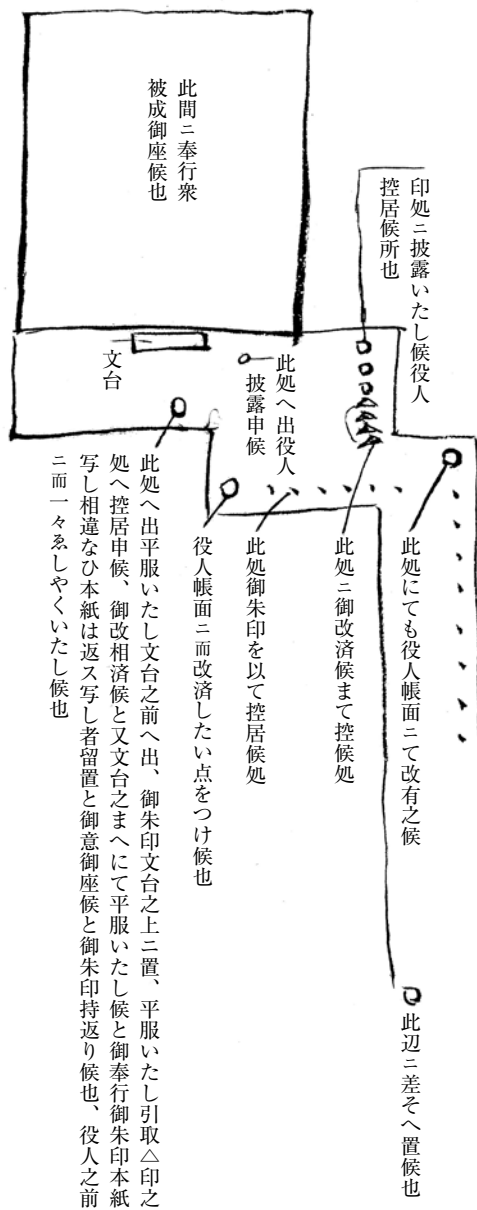 印処ニ披露いたし候役人
控居候所也
此間ニ奉行衆
被成御座候也
此処へ出役人
披露申候
文台
此処にても役人帳面ニて改有之候
此処ニ御改済候まて控候処
此処御朱印を以て控居候処
役人帳面ニ而改済したい点をつけ候也
此処へ出平服いたし文台之前へ出、御朱印文台之上ニ置、平服いたし引取△印之
処へ控居申候、御改相済候と又文台之まへにて平服いたし候と御奉行御朱印本紙
写し相違なひ本紙は返ス写し者留置と御意御座候と御朱印持返り候也、役人之前
ニ而一々ゑしやくいたし候也
此辺ニ差そへ置候也